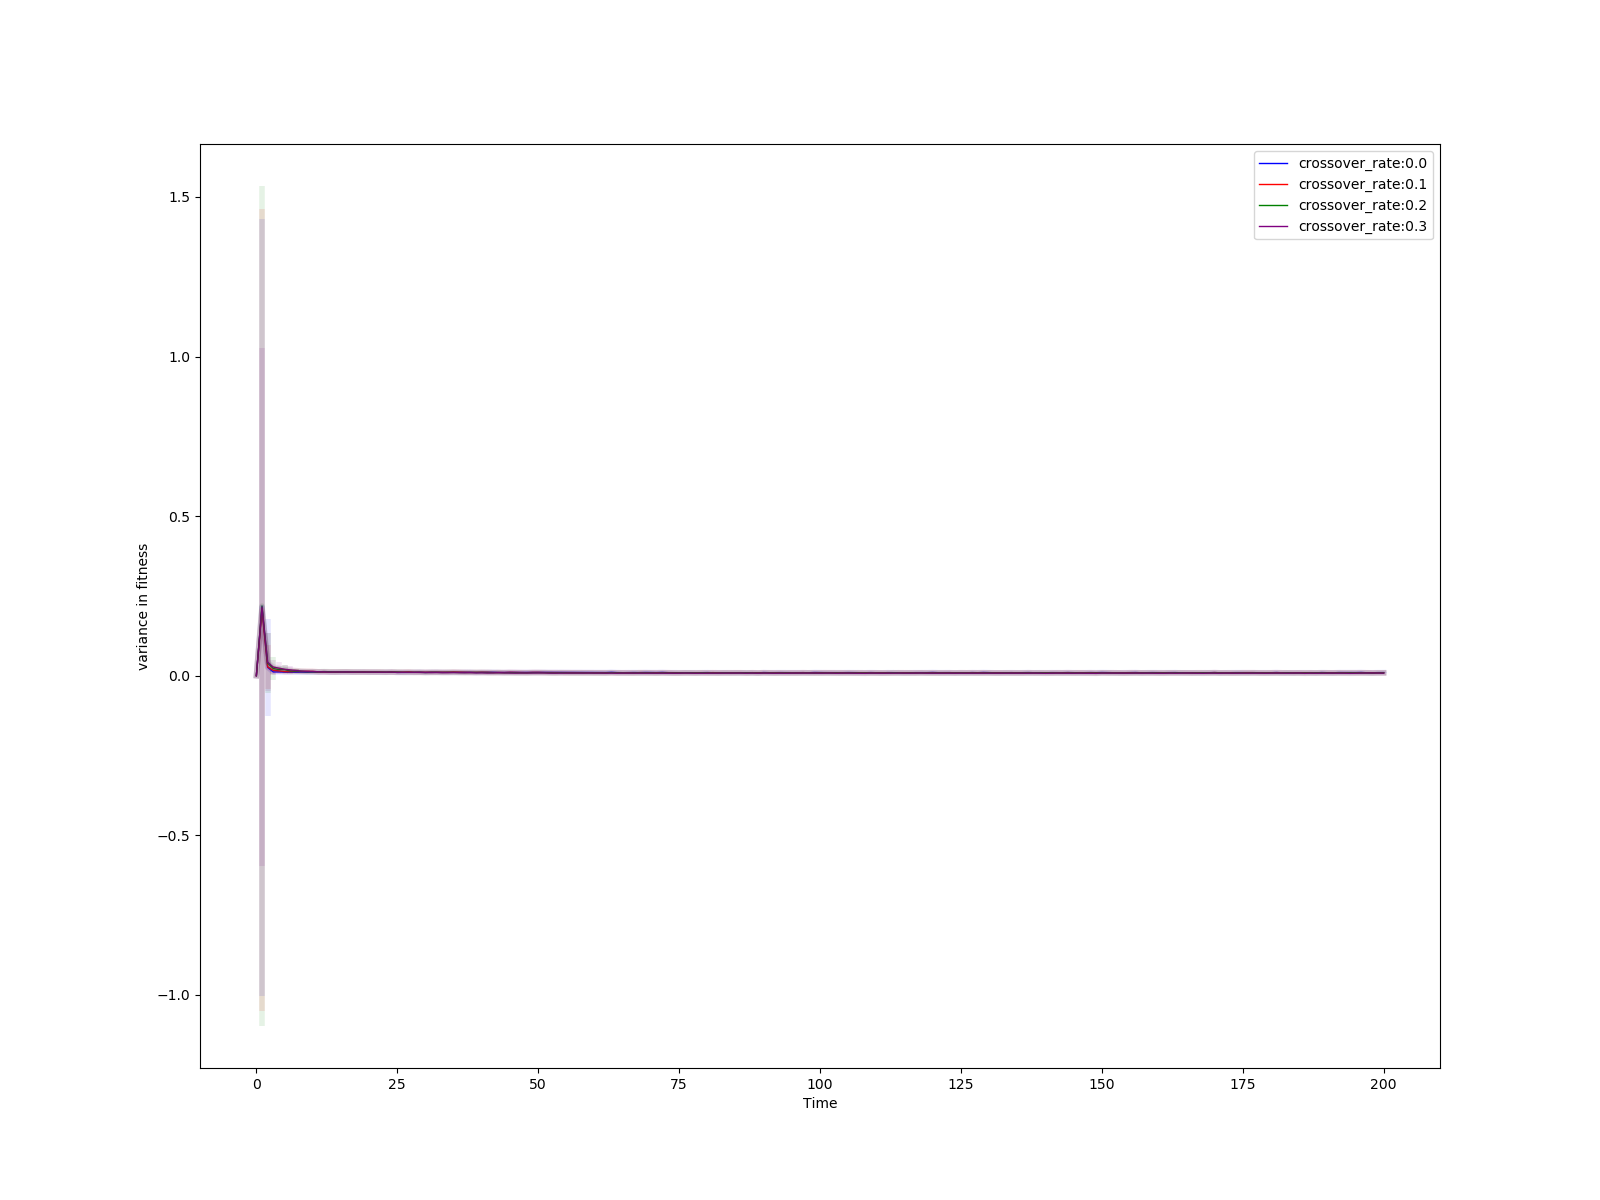 crossover_rate:0.0
crossover_rate:0.1
crossover_rate:0.2
crossover_rate:0.3
1.5
1.0
0.5
0.0
−0.5
−1.0
variance in fitness
0 25 50 75 100 125 150 175 200
Time